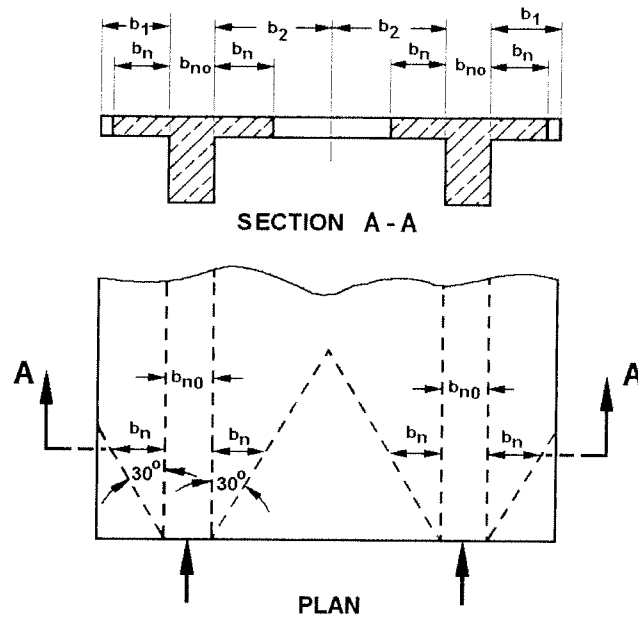 b1 b2 b2 b1
bn bno bn bn bno bn
SECTION A - A
A A
bn0 bn0
bn bn bn bn
30° 30°
PLAN